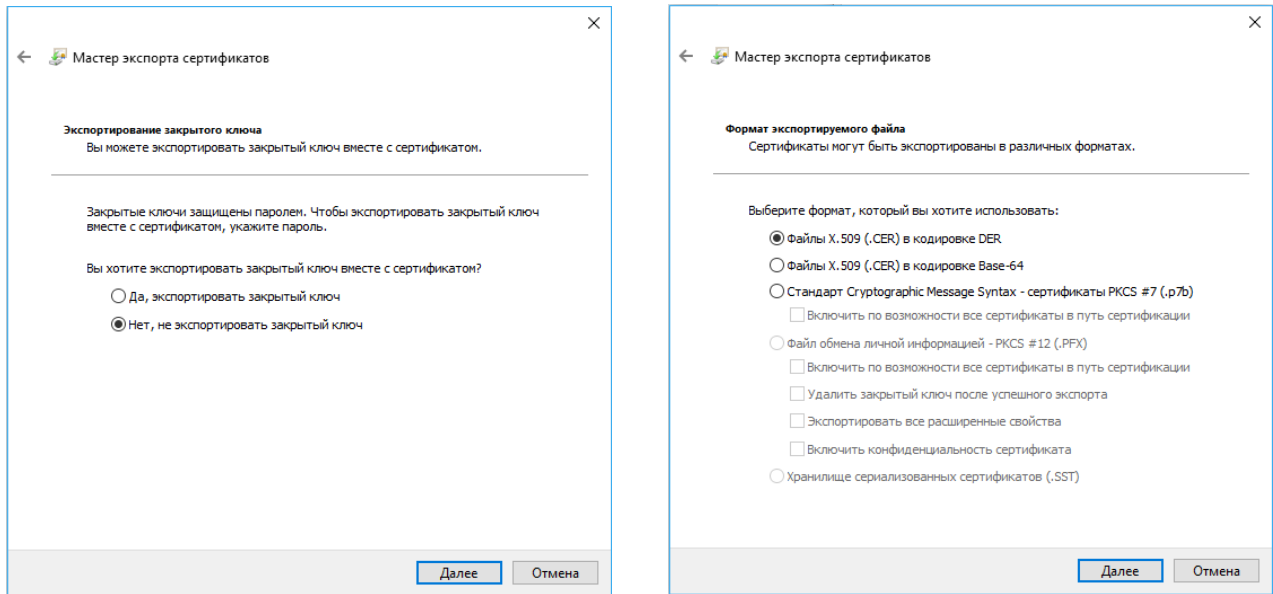 Мастер экспорта сертификатов
Экспортирование закрытого ключа
Вы можете экспортировать закрытый ключ вместе с сертификатом.
Закрытые ключи защищены паролем. Чтобы экспортировать закрытый ключ
вместе с сертификатом, укажите пароль.
Вы хотите экспортировать закрытый ключ вместе с сертификатом?
Да, экспортировать закрытый ключ
Нет, не экспортировать закрытый ключ
Далее
Отмена
Мастер экспорта сертификатов
Формат экспортируемого файла
Сертификаты могут быть экспортированы в различных форматах.
Выберите формат, который вы хотите использовать:
Файлы X.509 (.CER) в кодировке DER
Файлы X.509 (.CER) в кодировке Base-64
Стандарт Cryptographic Message Syntax - сертификаты PKCS #7 (.p7b)
Включить по возможности все сертификаты в путь сертификации
Файл обмена личной информацией - PKCS #12 (.PFX)
Включить по возможности все сертификаты в путь сертификации
Удалить закрытый ключ после успешного экспорта
Экспортировать все расширенные свойства
Включить конфиденциальность сертификата
Хранилище сериализованных сертификатов (.SST)
Далее
Отмена